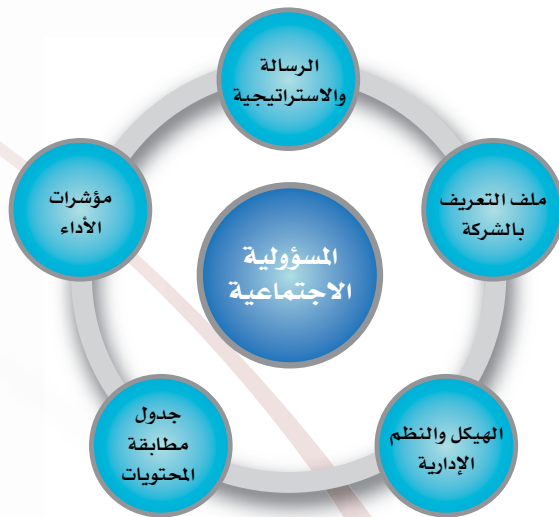 الرسالة
والاستراتيجية
ملف التعريف
بالشركة
الهيكل والنظم
الإدارية
جدول
مطابقة
المحتويات
مؤشرات
الأداء
المسؤولية
الاجتماعية